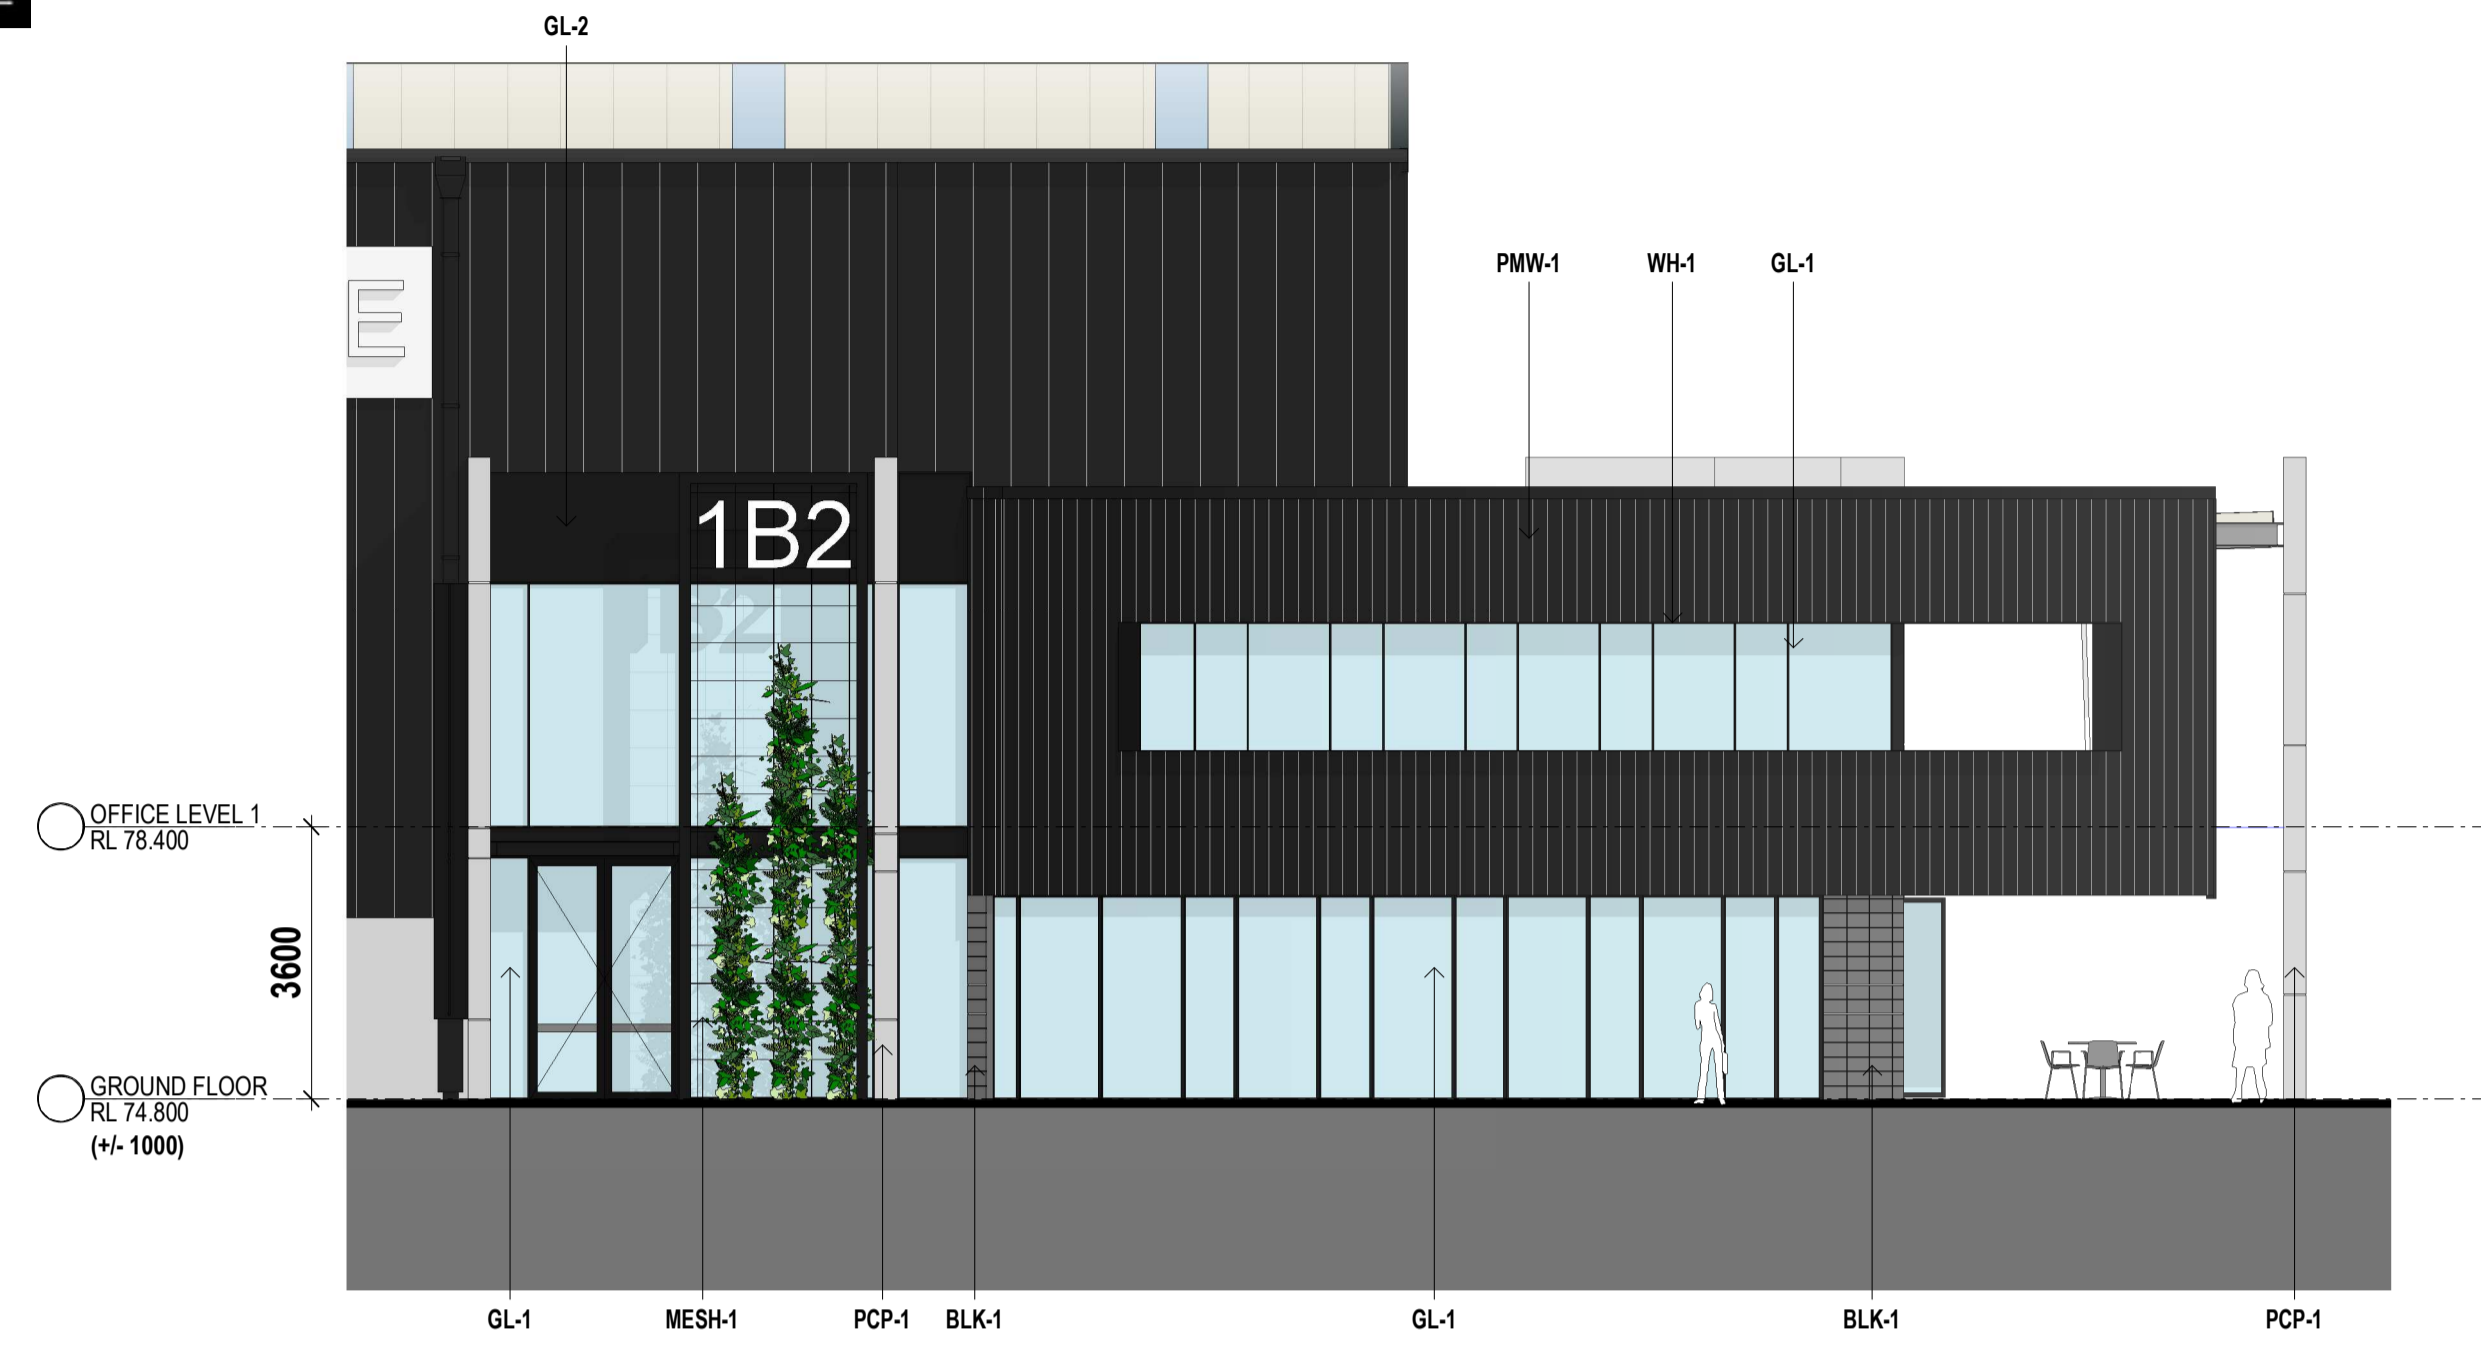 GL-2
PMW-1
WH-1
GL-1
E
1B2
OFFICE LEVEL 1
RL 78.400
3600
GROUND FLOOR
RL 74.800
(+/- 1000)
GL-1
MESH-1
PCP-1
BLK-1
GL-1
BLK-1
PCP-1